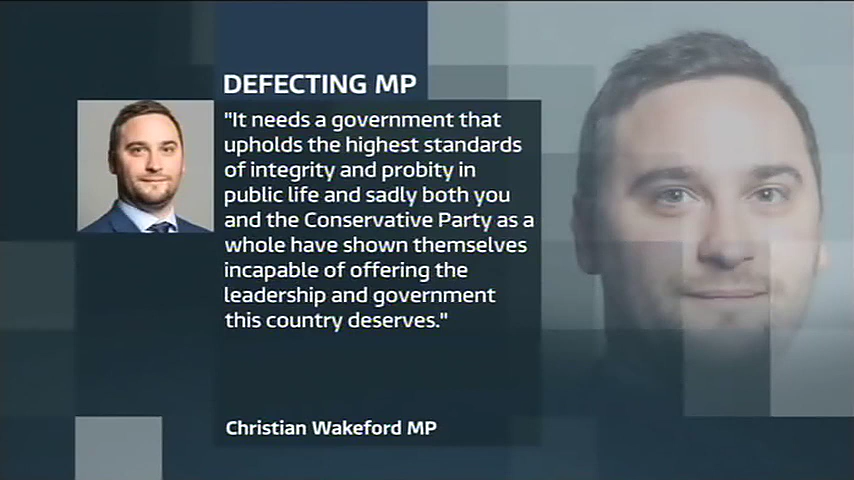 DEFECTING MP
"It needs a government that
upholds the highest standards
of integrity and probity in
public life and sadly both you
and the Conservative Party as a
whole have shown themselves
incapable of offering the
leadership and government
this country deserves."
Christian Wakeford MP